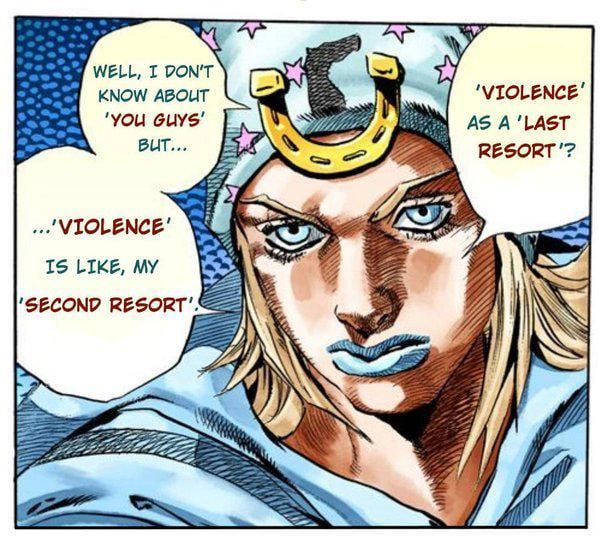 'VIOLENCE'
AS A 'LAST
RESORT'?
WELL, I DON'T
KNOW ABOUT
'YOU GUYS'
BUT...
...'VIOLENCE'
IS LIKE, MY
'SECOND RESORT'.